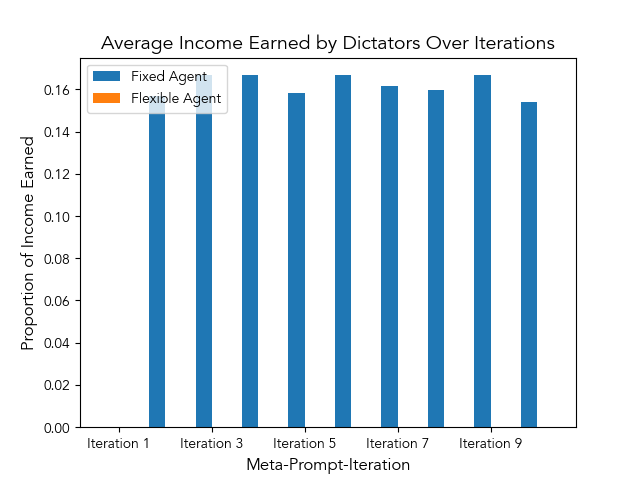 Average Income Earned by Dictators Over Iterations
Fixed Agent
Flexible Agent
Proportion of Income Earned
0.16
0.14
0.12
0.10
0.08
0.06
0.04
0.02
0.00
Iteration 1 Iteration 3 Iteration 5 Iteration 7 Iteration 9
Meta-Prompt-Iteration